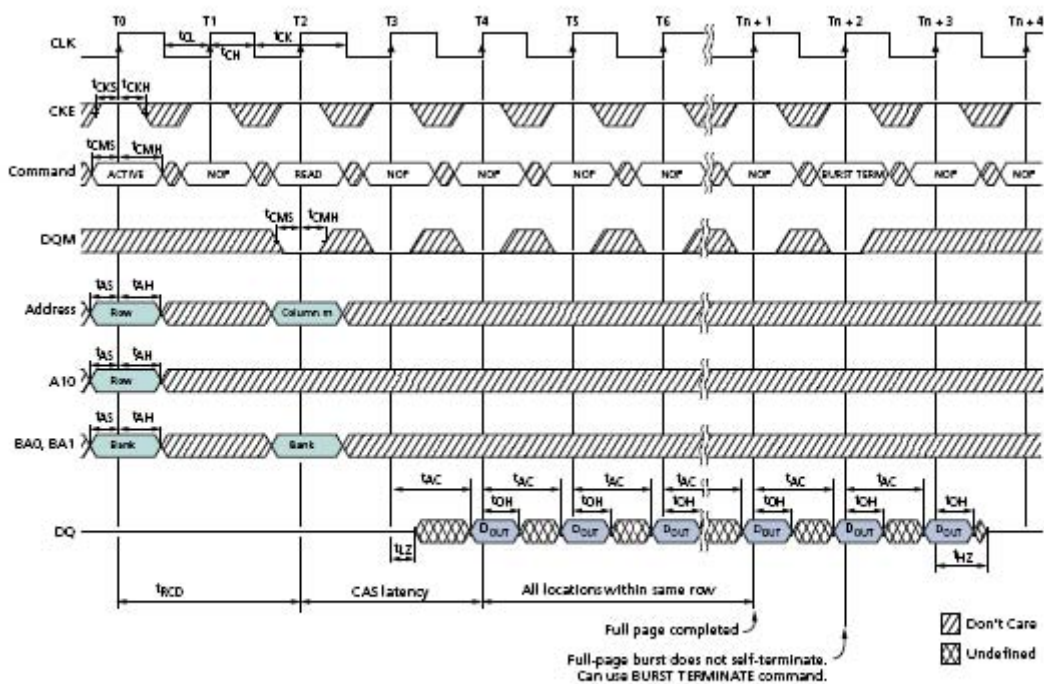 T0 T1 T2 T3 T4 T5 T6 Tn + 1 Tn + 2 Tn + 3 Tn + 4
CLK
tCL tCK
tCH
tCKS tCKH
CKE
tCMS tCMH
Command ACTIVE NOP READ NOP NOP NOP NOP NOP BURST TERM NOP NOP
tCMS tCMH
DQM
tAS tAH
Address Row Column m
tAS tAH
A10 Row
tAS tAH
BA0, BA1 Bank Bank
tAC tAC tAC tAC tAC tAC
tOH tOH tOH tOH tOH tOH
DQ DOUT DOUT DOUT DOUT DOUT DOUT
tLZ tHZ
tRCD CAS latency All locations within same row
Full page completed
Full-page burst does not self-terminate.
Can use BURST TERMINATE command.
Don't Care
Undefined